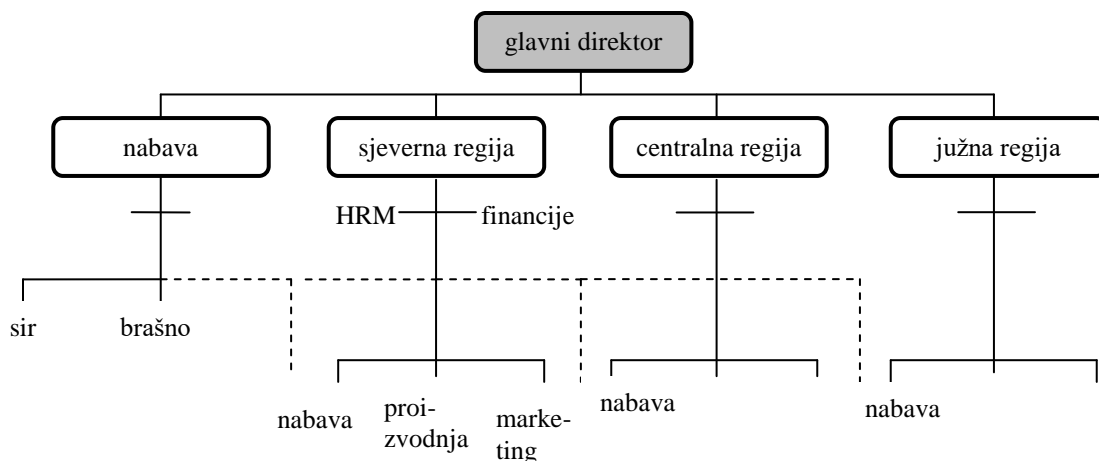 glavni direktor
nabava
sjeverna regija
centralna regija
južna regija
HRM
financije
sir
brašno
nabava
proi-
zvodnja
marke-
ting
nabava
nabava